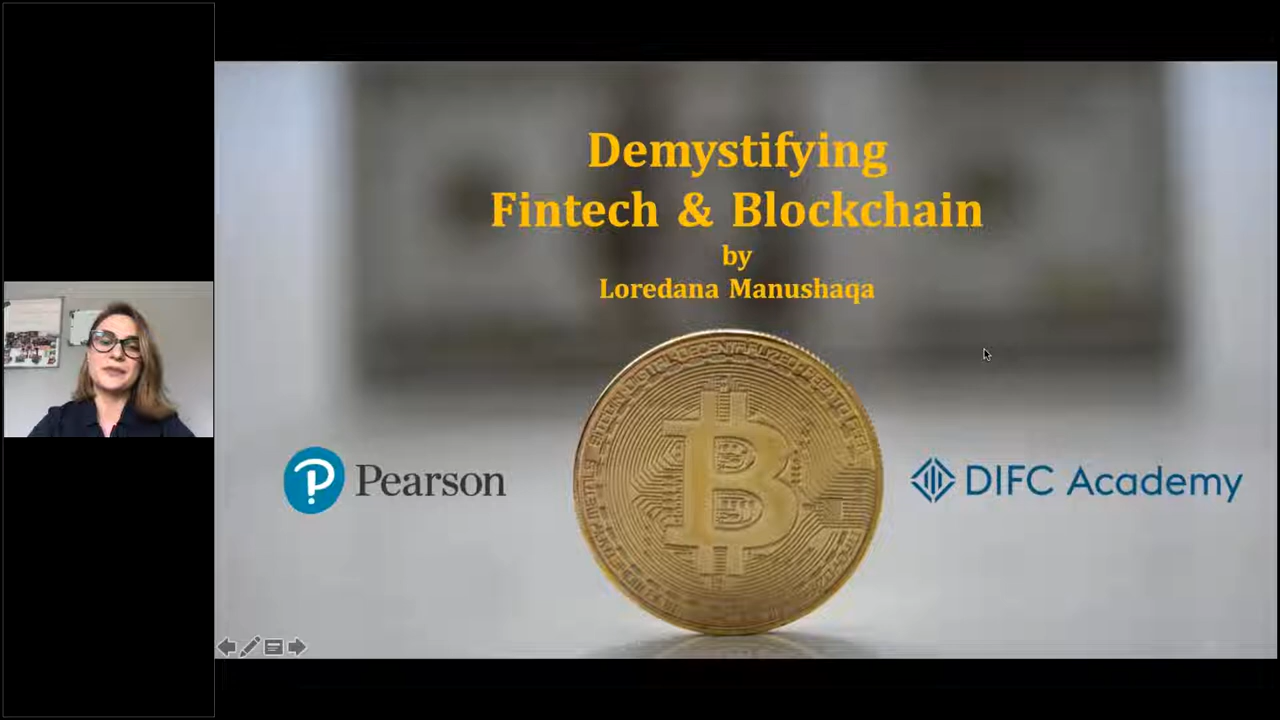 Demystifying
Fintech & Blockchain
by
Loredana Manushaqa
Pearson
DIFC Academy